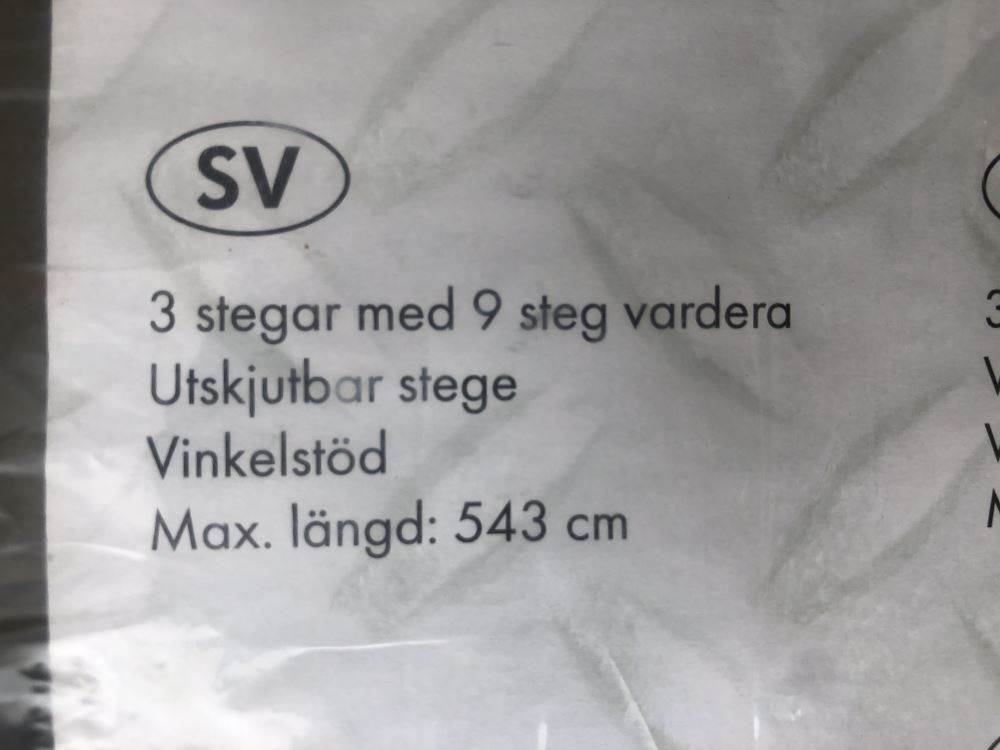 SV
3 stegar med 9 steg vardera
Utskjutbar stege
Vinkelstöd
Max. längd: 543 cm